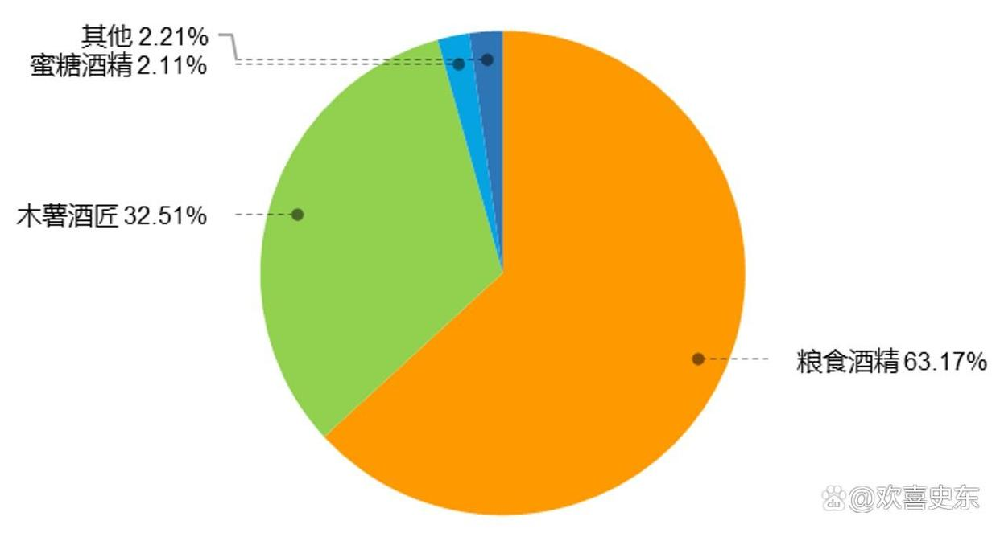 其他 2.21%
蜜糖酒精 2.11%
木薯酒匠 32.51%
粮食酒精 63.17%
du @欢喜史东